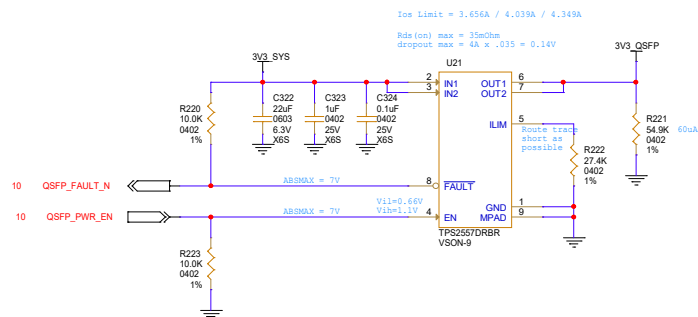 Ios Limit = 3.656A / 4.039A / 4.349A
Rds(on) max = 35mOhm
dropout max = 4A x .035 = 0.14V
3V3_SYS
3V3_QSFP
U21
2 IN1 OUT1 6
3 IN2 OUT2 7
R220
10.0K
0402
1%
C322
22uF
0603
6.3V
X6S
C323
1uF
0402
25V
X6S
C324
0.1uF
0402
25V
X6S
ILIM 5
Route trace
short as
possible
R221
54.9K
0402
1%
60uA
R222
27.4K
0402
1%
10 QSFP_FAULT_N
ABSMAX = 7V
8 FAULT
10 QSFP_PWR_EN
ABSMAX = 7V
Vil=0.66V
Vih=1.1V
4 EN
GND 1
MPAD 9
TPS2557DRBR
VSON-9
R223
10.0K
0402
1%